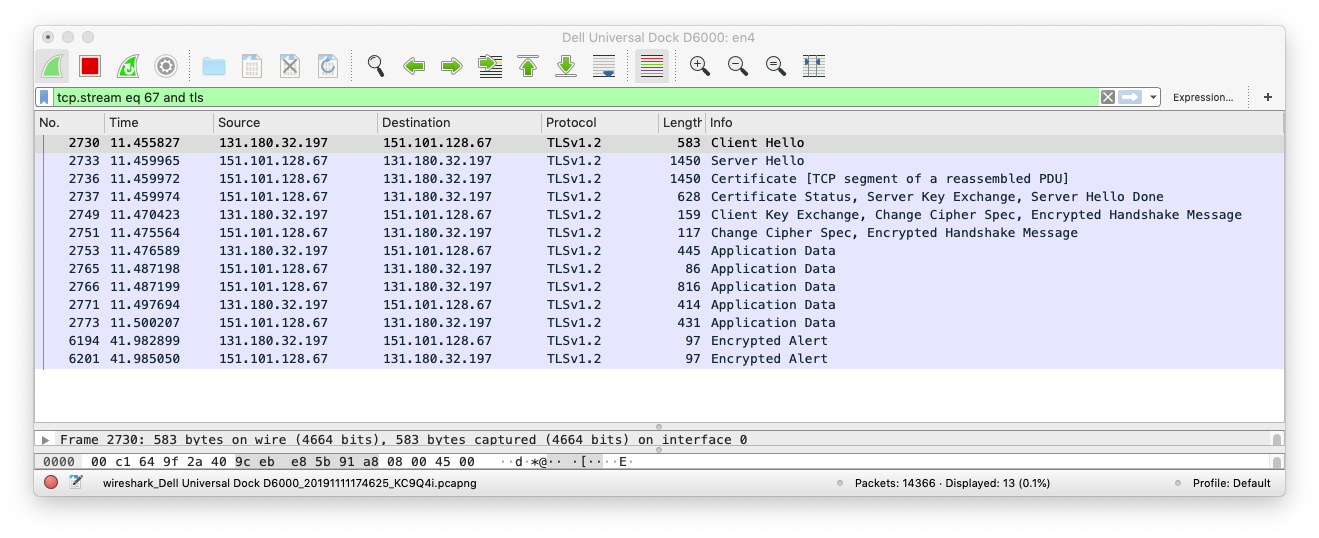 Dell Universal Dock D6000: en4
tcp.stream eq 67 and tls Expression... +
No. Time Source Destination Protocol Length Info
2730 11.455827 131.180.32.197 151.101.128.67 TLSv1.2 583 Client Hello
2733 11.459965 151.101.128.67 131.180.32.197 TLSv1.2 1450 Server Hello
2736 11.459972 151.101.128.67 131.180.32.197 TLSv1.2 1450 Certificate [TCP segment of a reassembled PDU]
2737 11.459974 151.101.128.67 131.180.32.197 TLSv1.2 628 Certificate Status, Server Key Exchange, Server Hello Done
2749 11.470423 131.180.32.197 151.101.128.67 TLSv1.2 159 Client Key Exchange, Change Cipher Spec, Encrypted Handshake Message
2751 11.475564 151.101.128.67 131.180.32.197 TLSv1.2 117 Change Cipher Spec, Encrypted Handshake Message
2753 11.476589 131.180.32.197 151.101.128.67 TLSv1.2 445 Application Data
2765 11.487198 151.101.128.67 131.180.32.197 TLSv1.2 86 Application Data
2766 11.487199 151.101.128.67 131.180.32.197 TLSv1.2 816 Application Data
2771 11.497694 131.180.32.197 151.101.128.67 TLSv1.2 414 Application Data
2773 11.500207 151.101.128.67 131.180.32.197 TLSv1.2 431 Application Data
6194 41.982899 131.180.32.197 151.101.128.67 TLSv1.2 97 Encrypted Alert
6201 41.985050 151.101.128.67 131.180.32.197 TLSv1.2 97 Encrypted Alert
Frame 2730: 583 bytes on wire (4664 bits), 583 bytes captured (4664 bits) on interface 0
0000 00 c1 64 9f 2a 40 9c eb e8 5b 91 a8 08 00 45 00 ··d·*@·· ·[····E·
wireshark_Dell Universal Dock D6000_20191111174625_KC9Q4i.pcapng Packets: 14366 · Displayed: 13 (0.1%) Profile: Default